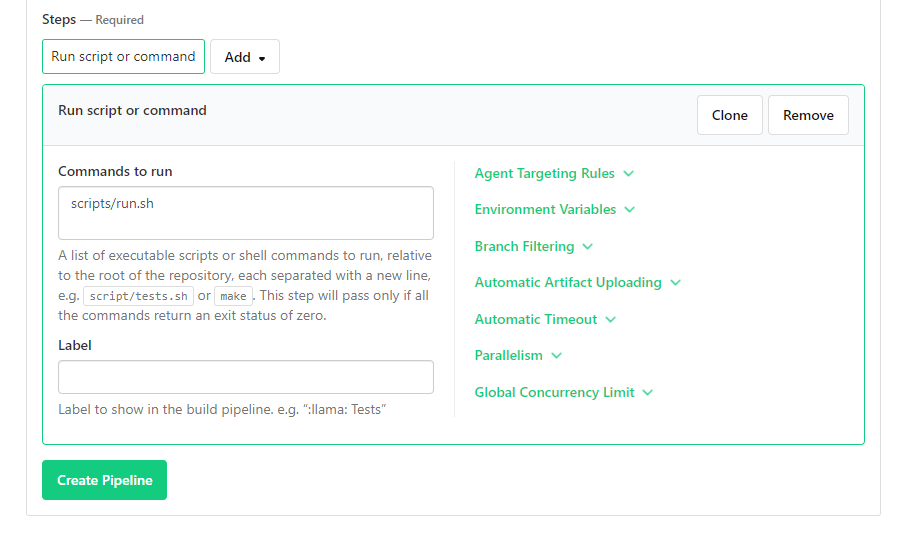 Steps — Required
Run script or command
Add
Run script or command
Clone
Remove
Commands to run
scripts/run.sh
A list of executable scripts or shell commands to run, relative
to the root of the repository, each separated with a new line,
e.g. script/tests.sh or make. This step will pass only if all
the commands return an exit status of zero.
Label
Label to show in the build pipeline. e.g. “:llama: Tests”
Agent Targeting Rules
Environment Variables
Branch Filtering
Automatic Artifact Uploading
Automatic Timeout
Parallelism
Global Concurrency Limit
Create Pipeline